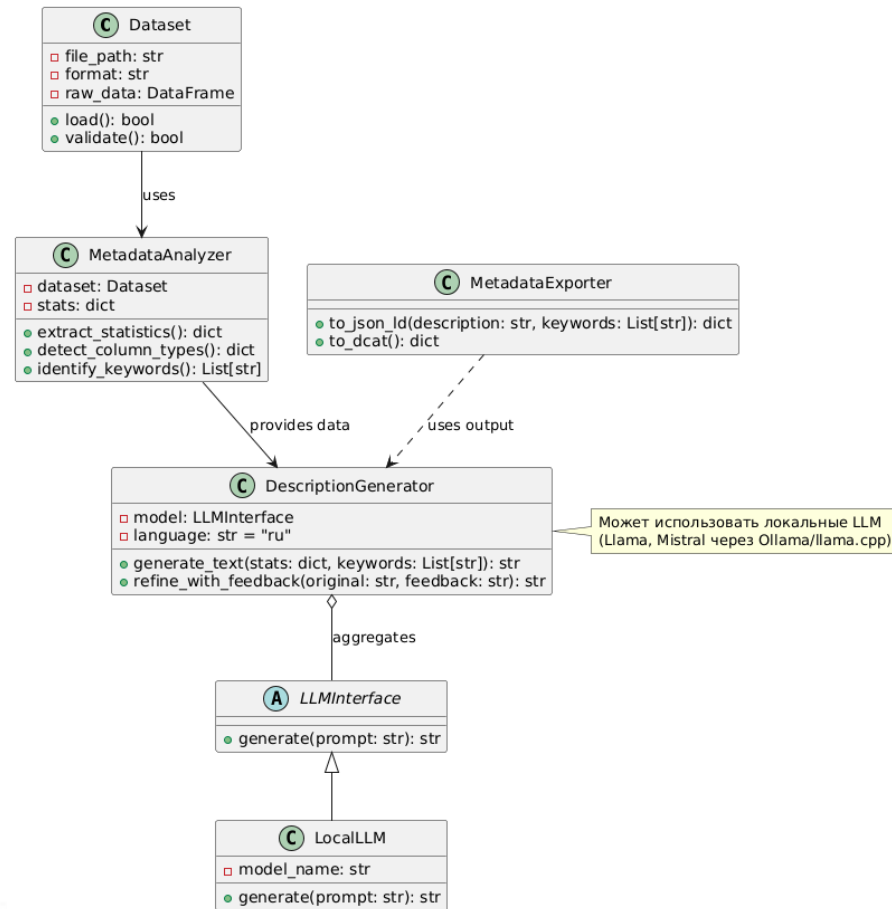 C Dataset
file_path: str
format: str
raw_data: DataFrame
load(): bool
validate(): bool
uses
C MetadataAnalyzer
dataset: Dataset
stats: dict
extract_statistics(): dict
detect_column_types(): dict
identify_keywords(): List[str]
C MetadataExporter
to_json_ld(description: str, keywords: List[str]): dict
to_dcat(): dict
provides data
uses output
C DescriptionGenerator
model: LLMInterface
language: str = "ru"
generate_text(stats: dict, keywords: List[str]): str
refine_with_feedback(original: str, feedback: str): str
Может использовать локальные LLM
(Llama, Mistral через Ollama/llama.cpp)
aggregates
A LLMInterface
generate(prompt: str): str
C LocalLLM
model_name: str
generate(prompt: str): str